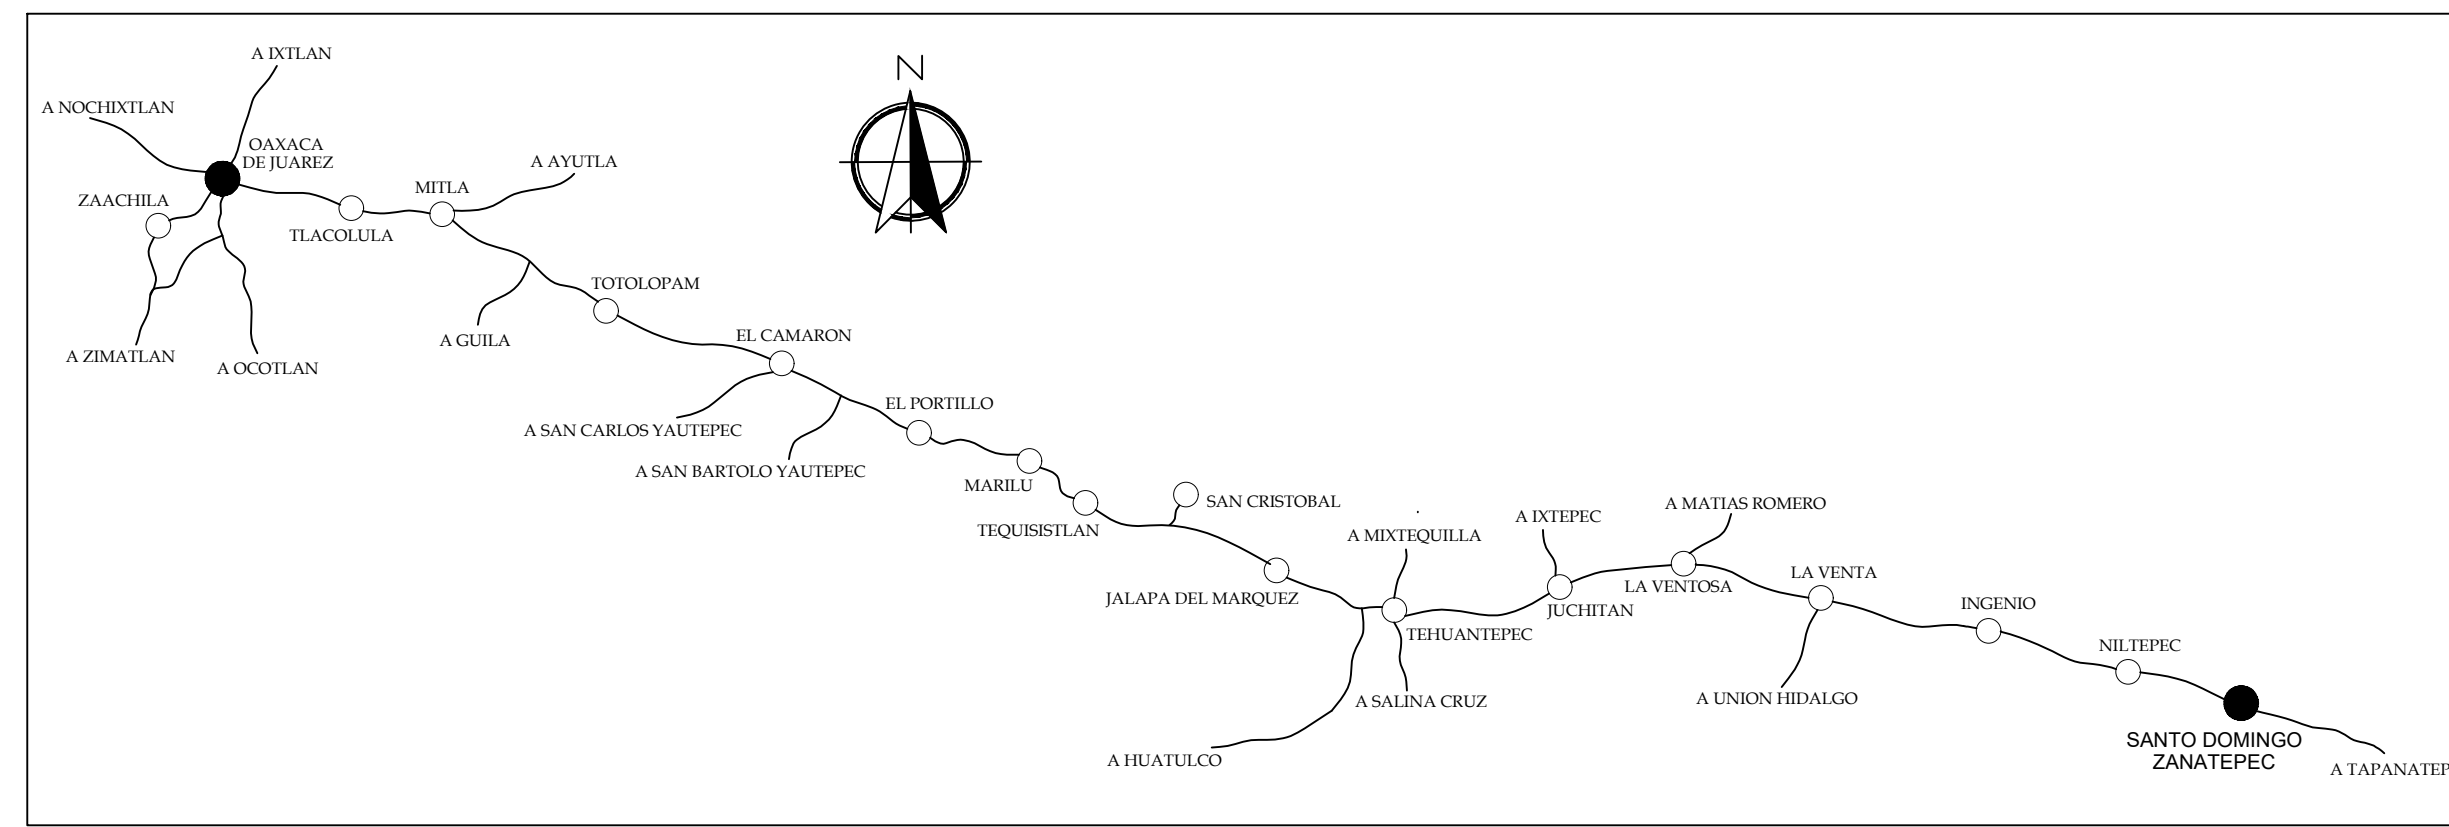 A IXTLAN
N
A NOCHIXTLAN
OAXACA
DE JUAREZ
A AYUTLA
MITLA
ZAACHILA
TLACOLULA
TOTOLOPAM
EL CAMARON
A GUILA
A ZIMATLAN
A OCOTLAN
EL PORTILLO
A SAN CARLOS YAUTEPEC
A SAN BARTOLO YAUTEPEC
MARILU
SAN CRISTOBAL
TEQUISISTLAN
A MIXTEQUILLA
A IXTEPEC
A MATIAS ROMERO
JALAPA DEL MARQUEZ
LA VENTA
LA VENTOSA
JUCHITAN
INGENIO
TEHUANTEPEC
NILTEPEC
A SALINA CRUZ
A UNION HIDALGO
A HUATULCO
SANTO DOMINGO
ZANATEPEC
A TAPANATEP